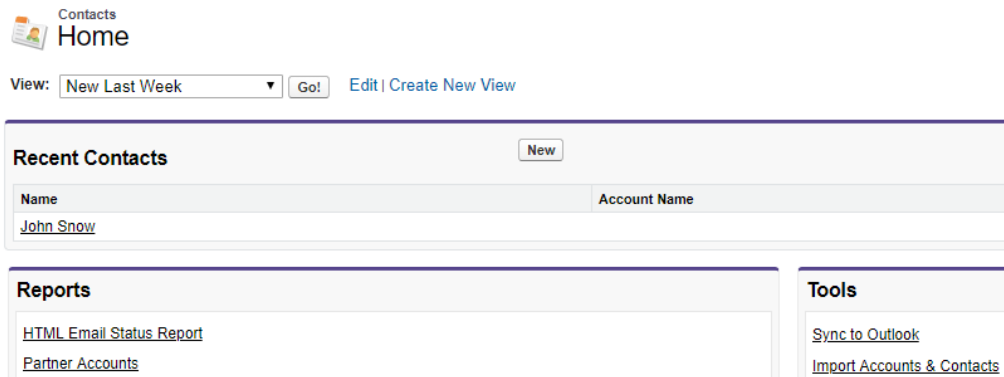 Contacts
Home
View: New Last Week Go! Edit | Create New View
Recent Contacts New
Name Account Name
John Snow
Reports
HTML Email Status Report
Partner Accounts
Tools
Sync to Outlook
Import Accounts & Contacts